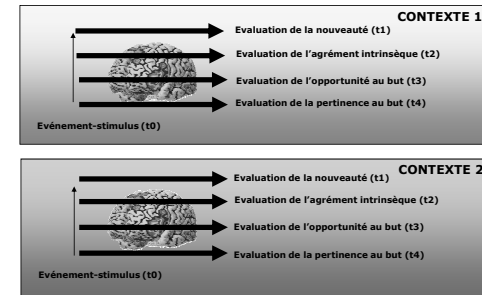 CONTEXTE 1
Evaluation de la nouveauté (t1)
Evaluation de l'agrément intrinsèque (t2)
Evaluation de l'opportunité au but (t3)
Evaluation de la pertinence au but (t4)
Evénement-stimulus (t0)
CONTEXTE 2
Evaluation de la nouveauté (t1)
Evaluation de l'agrément intrinsèque (t2)
Evaluation de l'opportunité au but (t3)
Evaluation de la pertinence au but (t4)
Evénement-stimulus (t0)